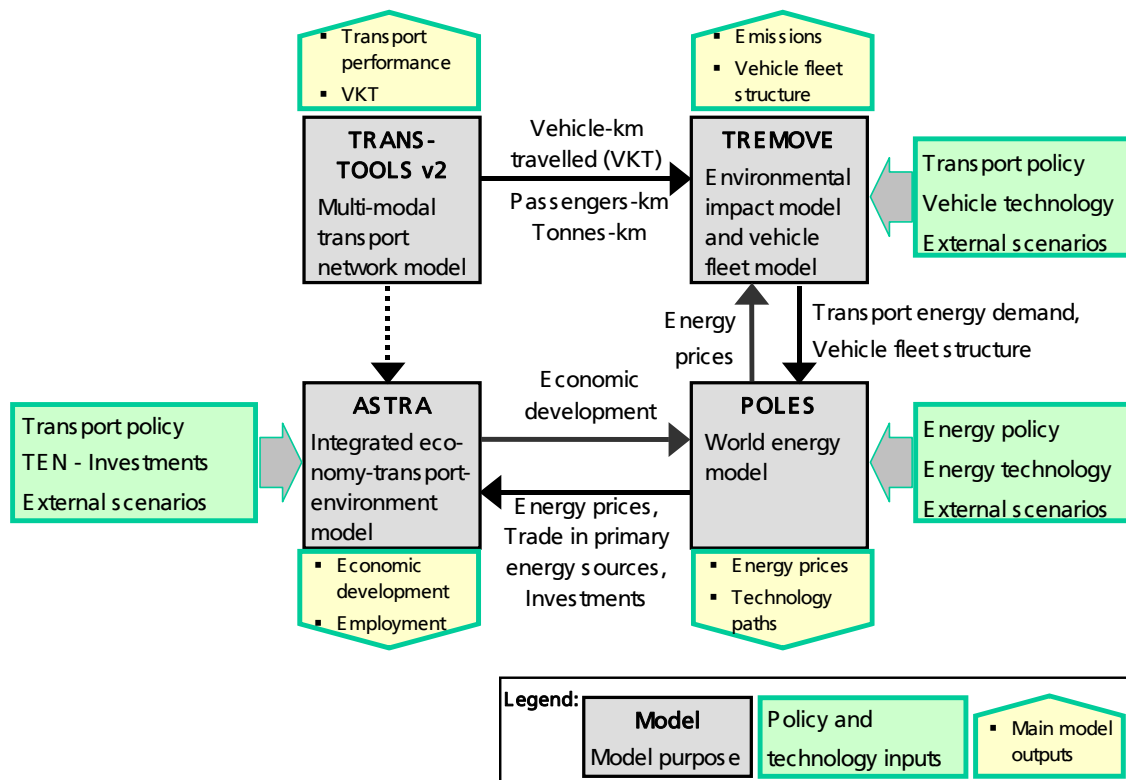 ▪ Transport
performance
▪ VKT
▪ Emissions
▪ Vehicle fleet
structure
TRANS-
TOOLS v2
Multi-modal
transport
network model
Vehicle-km
travelled (VKT)
Passengers-km
Tonnes-km
TREMOVE
Environmental
impact model
and vehicle
fleet model
Transport policy
Vehicle technology
External scenarios
Energy
prices
Transport energy demand,
Vehicle fleet structure
Transport policy
TEN - Investments
External scenarios
ASTRA
Integrated eco-
nomy-transport-
environment
model
Economic
development
Energy prices,
Trade in primary
energy sources,
Investments
POLES
World energy
model
Energy policy
Energy technology
External scenarios
▪ Economic
development
▪ Employment
▪ Energy prices
▪ Technology
paths
Legend:
Model
Model purpose
Policy and
technology inputs
▪ Main model
outputs